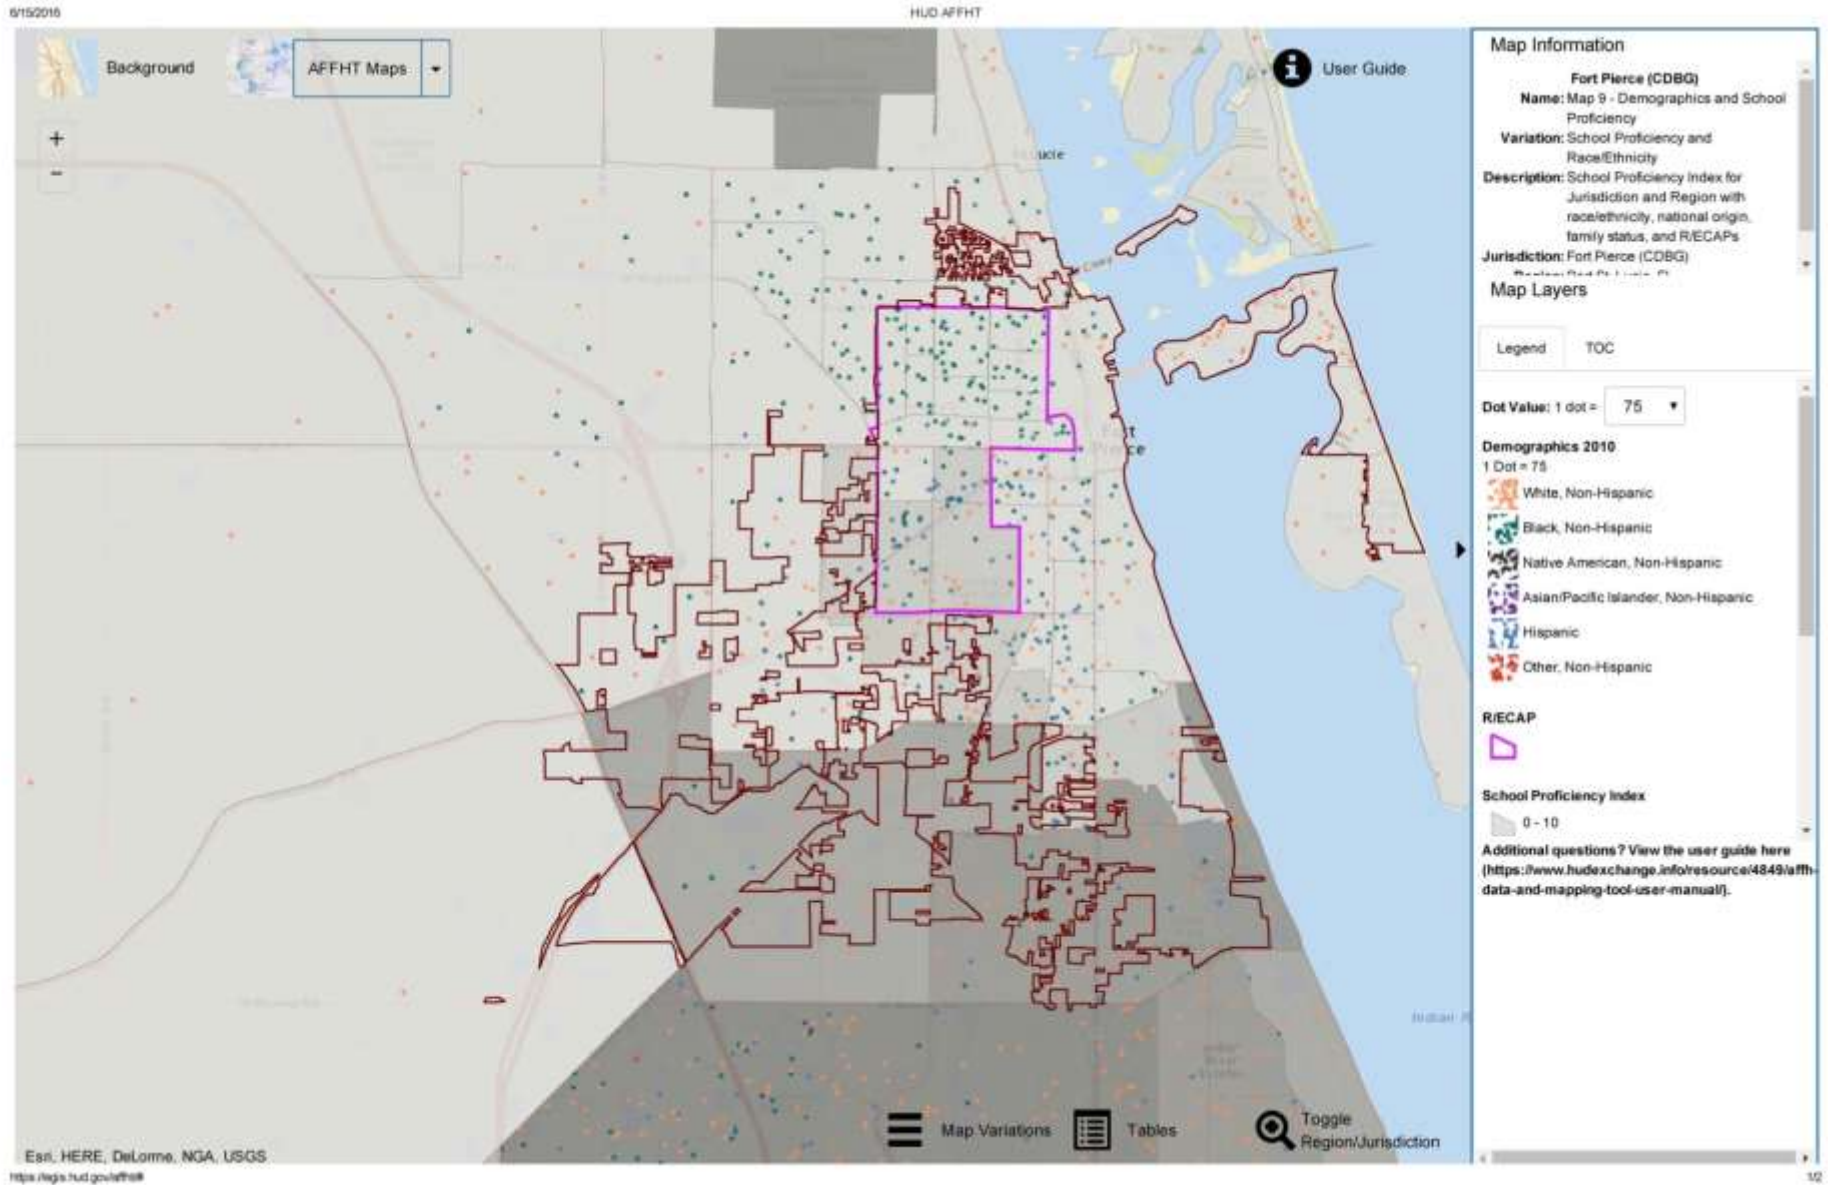 6/15/2016
HUD AFFHT
Background
AFFHT Maps
User Guide
+
−
ucie
Indian R
Map Variations
Tables
Toggle
Region/Jurisdiction
Esri, HERE, DeLorme, NGA, USGS
Map Information
Fort Pierce (CDBG)
Name: Map 9 - Demographics and School
Proficiency
Variation: School Proficiency and
Race/Ethnicity
Description: School Proficiency Index for
Jurisdiction and Region with
race/ethnicity, national origin,
family status, and R/ECAPs
Jurisdiction: Fort Pierce (CDBG)
Map Layers
Legend
TOC
Dot Value: 1 dot = 75
Demographics 2010
1 Dot = 75
White, Non-Hispanic
Black, Non-Hispanic
Native American, Non-Hispanic
Asian/Pacific Islander, Non-Hispanic
Hispanic
Other, Non-Hispanic
R/ECAP
School Proficiency Index
0 - 10
Additional questions? View the user guide here
(https://www.hudexchange.info/resource/4849/affh-
data-and-mapping-tool-user-manual/).
https://egis.hud.gov/affht/#
1/2